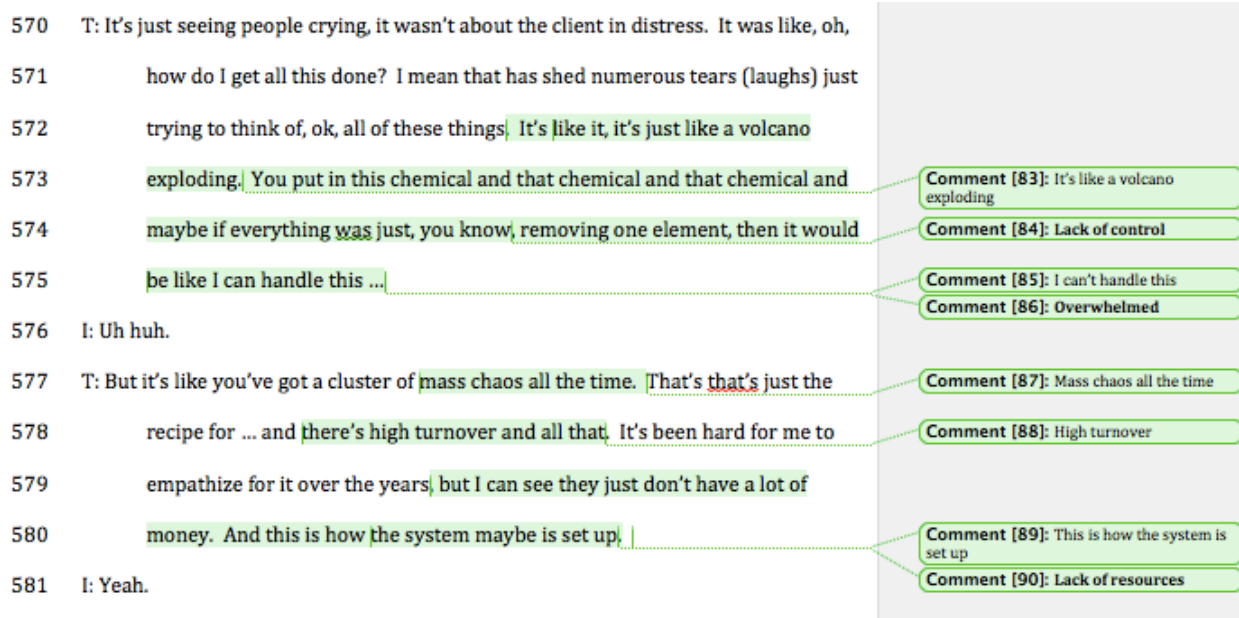 570 T: It's just seeing people crying, it wasn't about the client in distress. It was like, oh,
571 how do I get all this done? I mean that has shed numerous tears (laughs) just
572 trying to think of, ok, all of these things. It's like it, it's just like a volcano
573 exploding. You put in this chemical and that chemical and that chemical and
Comment [83]: It's like a volcano
exploding
574 maybe if everything was just, you know, removing one element, then it would
Comment [84]: Lack of control
575 be like I can handle this ...
Comment [85]: I can't handle this
Comment [86]: Overwhelmed
576 I: Uh huh.
577 T: But it's like you've got a cluster of mass chaos all the time. That's that's just the
Comment [87]: Mass chaos all the time
578 recipe for ... and there's high turnover and all that. It's been hard for me to
Comment [88]: High turnover
579 empathize for it over the years, but I can see they just don't have a lot of
580 money. And this is how the system maybe is set up.
Comment [89]: This is how the system is
set up
Comment [90]: Lack of resources
581 I: Yeah.